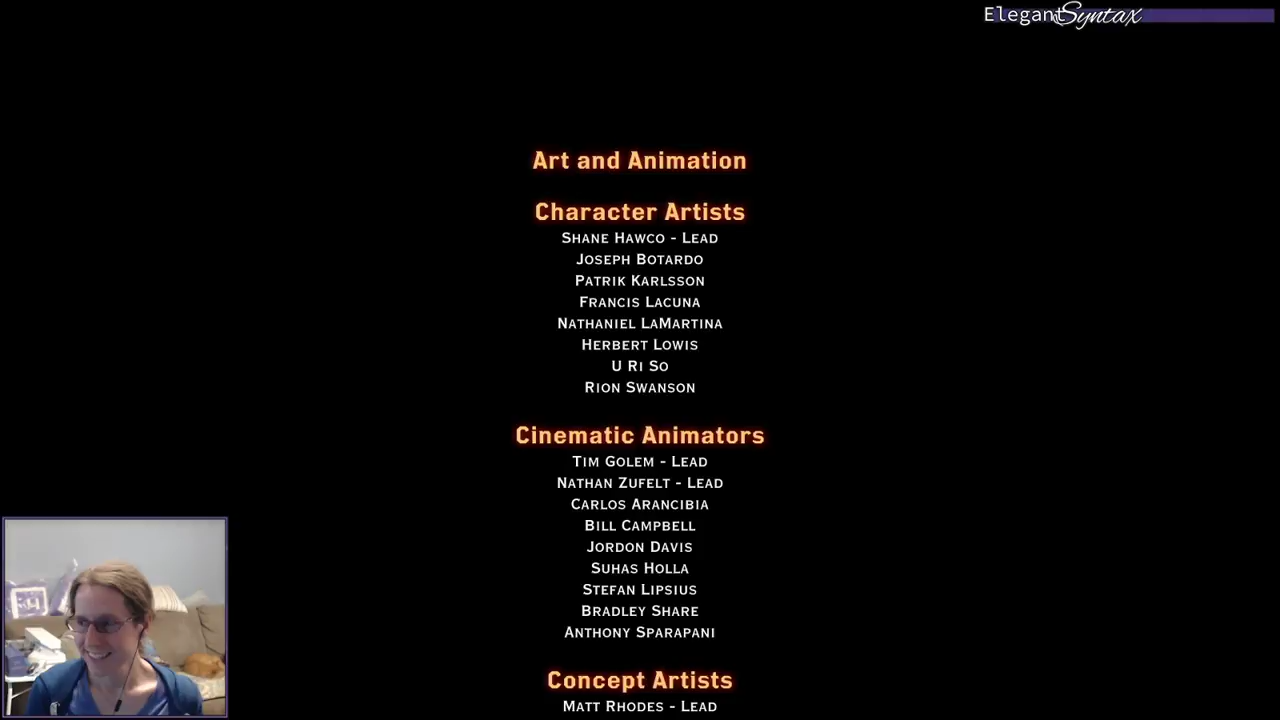 ElegantSyntax
Art and Animation
Character Artists
Shane Hawco - Lead
Joseph Botardo
Patrik Karlsson
Francis Lacuna
Nathaniel LaMartina
Herbert Lowis
U Ri So
Rion Swanson
Cinematic Animators
Tim Golem - Lead
Nathan Zufelt - Lead
Carlos Arancibia
Bill Campbell
Jordon Davis
Suhas Holla
Stefan Lipsius
Bradley Share
Anthony Sparapani
Concept Artists
Matt Rhodes - Lead